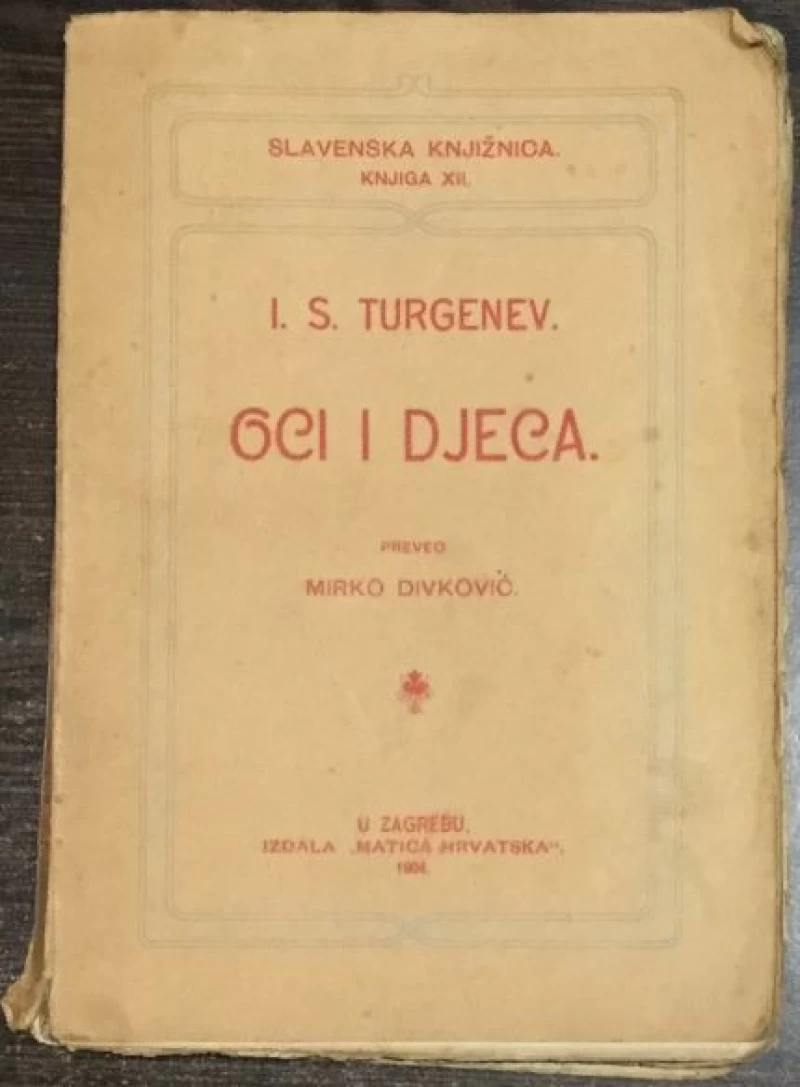 SLAVENSKA KNJIŽNICA.
KNJIGA XII.
I. S. TURGENEV.
OCI I DJECA.
PREVEO
MIRKO DIVKOVIĆ.
U ZAGREBU.
IZDALA „MATICA HRVATSKA“.